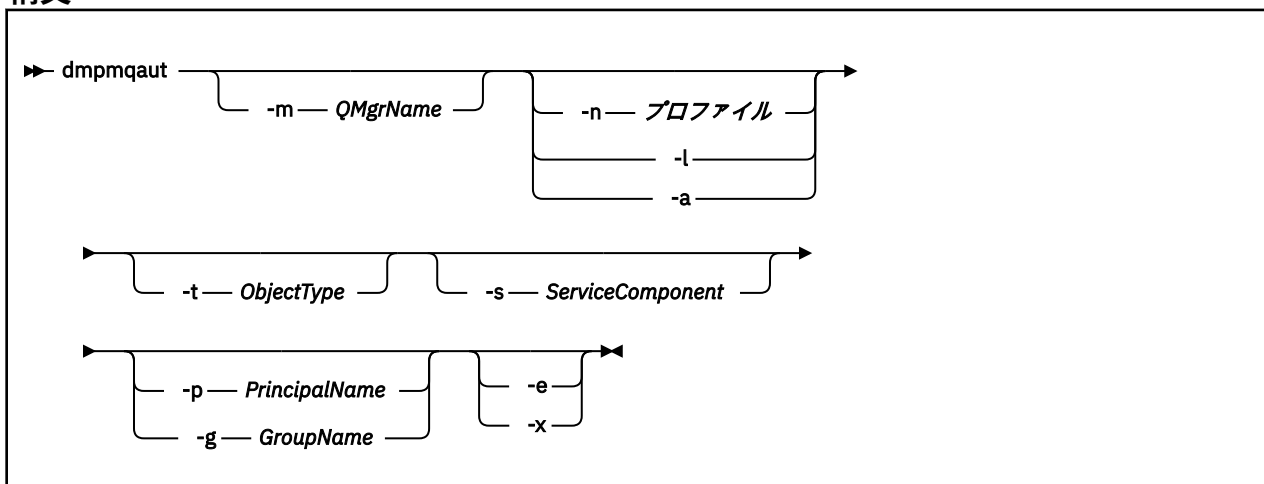 dmpmqaut
-m QMgrName
-n プロファイル
-l
-a
-t ObjectType
-s ServiceComponent
-p PrincipalName
-g GroupName
-e
-x